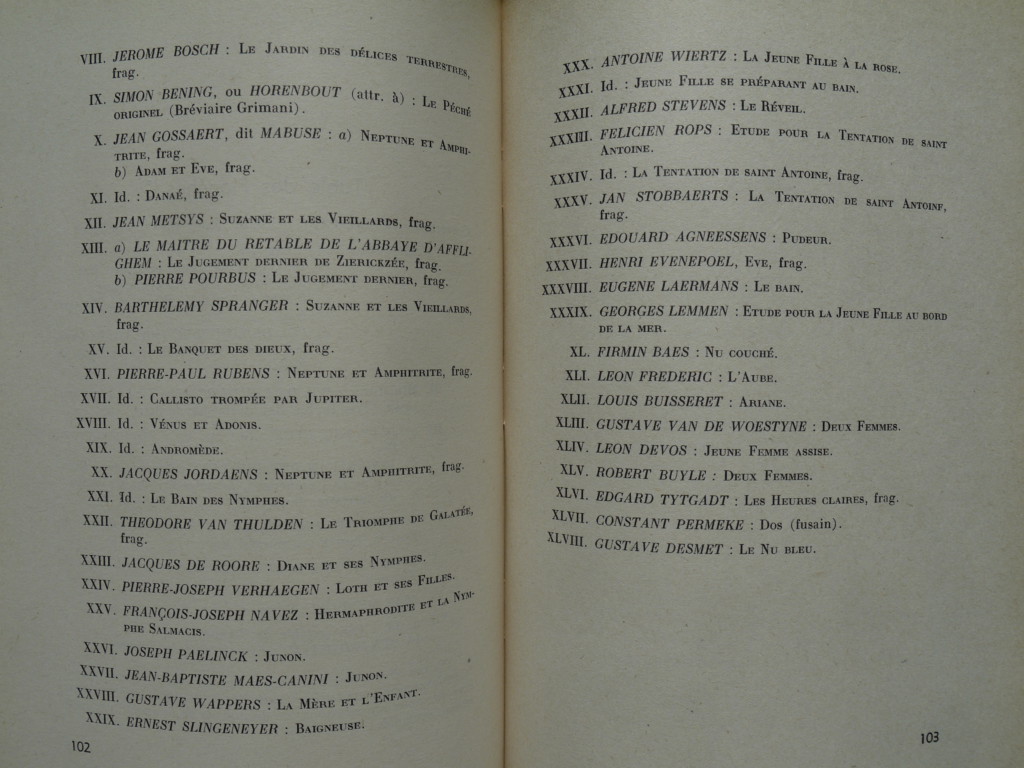 VIII. JEROME BOSCH : Le Jardin des délices terrestres,
frag.
IX. SIMON BENING, ou HORENBOUT (attr. à) : Le Péché
originel (Bréviaire Grimani).
X. JEAN GOSSAERT, dit MABUSE : a) Neptune et Amphi-
trite, frag.
b) Adam et Eve, frag.
XI. Id. : Danaé, frag.
XII. JEAN METSYS : Suzanne et les Vieillards, frag.
XIII. a) LE MAITRE DU RETABLE DE L'ABBAYE D'AFFLI-
GHEM : Le Jugement dernier de Zierickzée, frag.
b) PIERRE POURBUS : Le Jugement dernier, frag.
XIV. BARTHELEMY SPRANGER : Suzanne et les Vieillards,
frag.
XV. Id. : Le Banquet des dieux, frag.
XVI. PIERRE-PAUL RUBENS : Neptune et Amphitrite, frag.
XVII. Id. : Callisto trompée par Jupiter.
XVIII. Id. : Vénus et Adonis.
XIX. Id. : Andromède.
XX. JACQUES JORDAENS : Neptune et Amphitrite, frag.
XXI. Id. : Le Bain des Nymphes.
XXII. THEODORE VAN THULDEN : Le Triomphe de Galatée,
frag.
XXIII. JACQUES DE ROORE : Diane et ses Nymphes.
XXIV. PIERRE-JOSEPH VERHAEGEN : Loth et ses Filles.
XXV. FRANÇOIS-JOSEPH NAVEZ : Hermaphrodite et la Nym-
phe Salmacis.
XXVI. JOSEPH PAELINCK : Junon.
XXVII. JEAN-BAPTISTE MAES-CANINI : Junon.
XXVIII. GUSTAVE WAPPERS : La Mère et l'Enfant.
XXIX. ERNEST SLINGENEYER : Baigneuse.
102
XXX. ANTOINE WIERTZ : La Jeune Fille à la rose.
XXXI. Id. : Jeune Fille se préparant au bain.
XXXII. ALFRED STEVENS : Le Réveil.
XXXIII. FELICIEN ROPS : Etude pour la Tentation de saint
Antoine.
XXXIV. Id. : La Tentation de saint Antoine, frag.
XXXV. JAN STOBBAERTS : La Tentation de saint Antoine,
frag.
XXXVI. EDOUARD AGNEESSENS : Pudeur.
XXXVII. HENRI EVENEPOEL, Eve, frag.
XXXVIII. EUGENE LAERMANS : Le bain.
XXXIX. GEORGES LEMMEN : Etude pour la Jeune Fille au bord
de la mer.
XL. FIRMIN BAES : Nu couché.
XLI. LEON FREDERIC : L'Aube.
XLII. LOUIS BUISSERET : Ariane.
XLIII. GUSTAVE VAN DE WOESTYNE : Deux Femmes.
XLIV. LEON DEVOS : Jeune Femme assise.
XLV. ROBERT BUYLE : Deux Femmes.
XLVI. EDGARD TYTGADT : Les Heures claires, frag.
XLVII. CONSTANT PERMEKE : Dos (fusain).
XLVIII. GUSTAVE DESMET : Le Nu bleu.
103